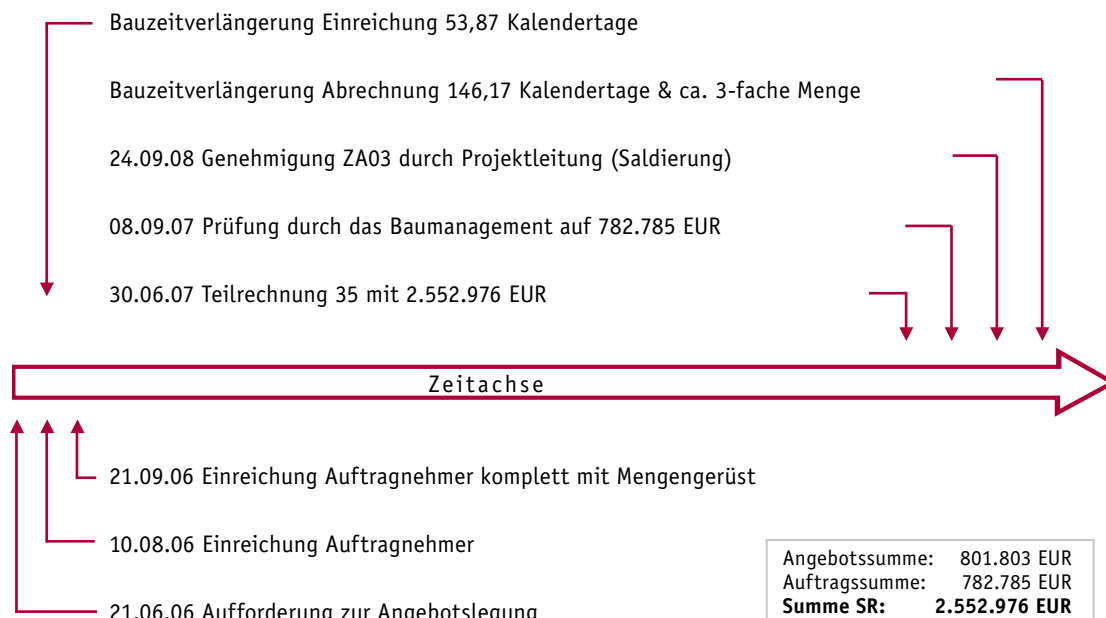 Bauzeitverlängerung Einreichung 53,87 Kalendertage
Bauzeitverlängerung Abrechnung 146,17 Kalendertage & ca. 3-fache Menge
24.09.08 Genehmigung ZA03 durch Projektleitung (Saldierung)
08.09.07 Prüfung durch das Baumanagement auf 782.785 EUR
30.06.07 Teilrechnung 35 mit 2.552.976 EUR
Zeitachse
21.09.06 Einreichung Auftragnehmer komplett mit Mengengerüst
10.08.06 Einreichung Auftragnehmer
21.06.06 Aufforderung zur Angebotslegung
Angebotssumme: 801.803 EUR
Auftragssumme: 782.785 EUR
Summe SR: 2.552.976 EUR